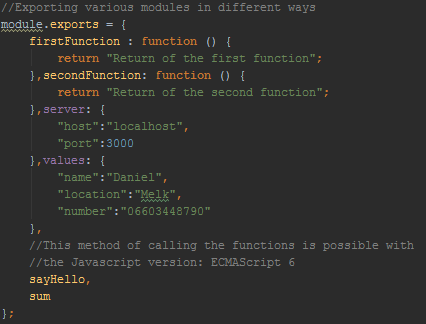 //Exporting various modules in different ways
module.exports = {
    firstFunction : function () {
        return "Return of the first function";
    },secondFunction: function () {
        return "Return of the second function";
    },server: {
        "host":"localhost",
        "port":3000
    },values: {
        "name":"Daniel",
        "location":"Melk",
        "number":"06603448790"
    },
    //This method of calling the functions is possible with
    //the Javascript version: ECMAScript 6
    sayHello,
    sum
};